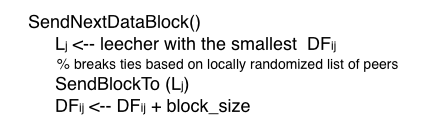 SendNextDataBlock()
Lj <-- leecher with the smallest DFij
% breaks ties based on locally randomized list of peers
SendBlockTo (Lj)
DFij <-- DFij + block_size